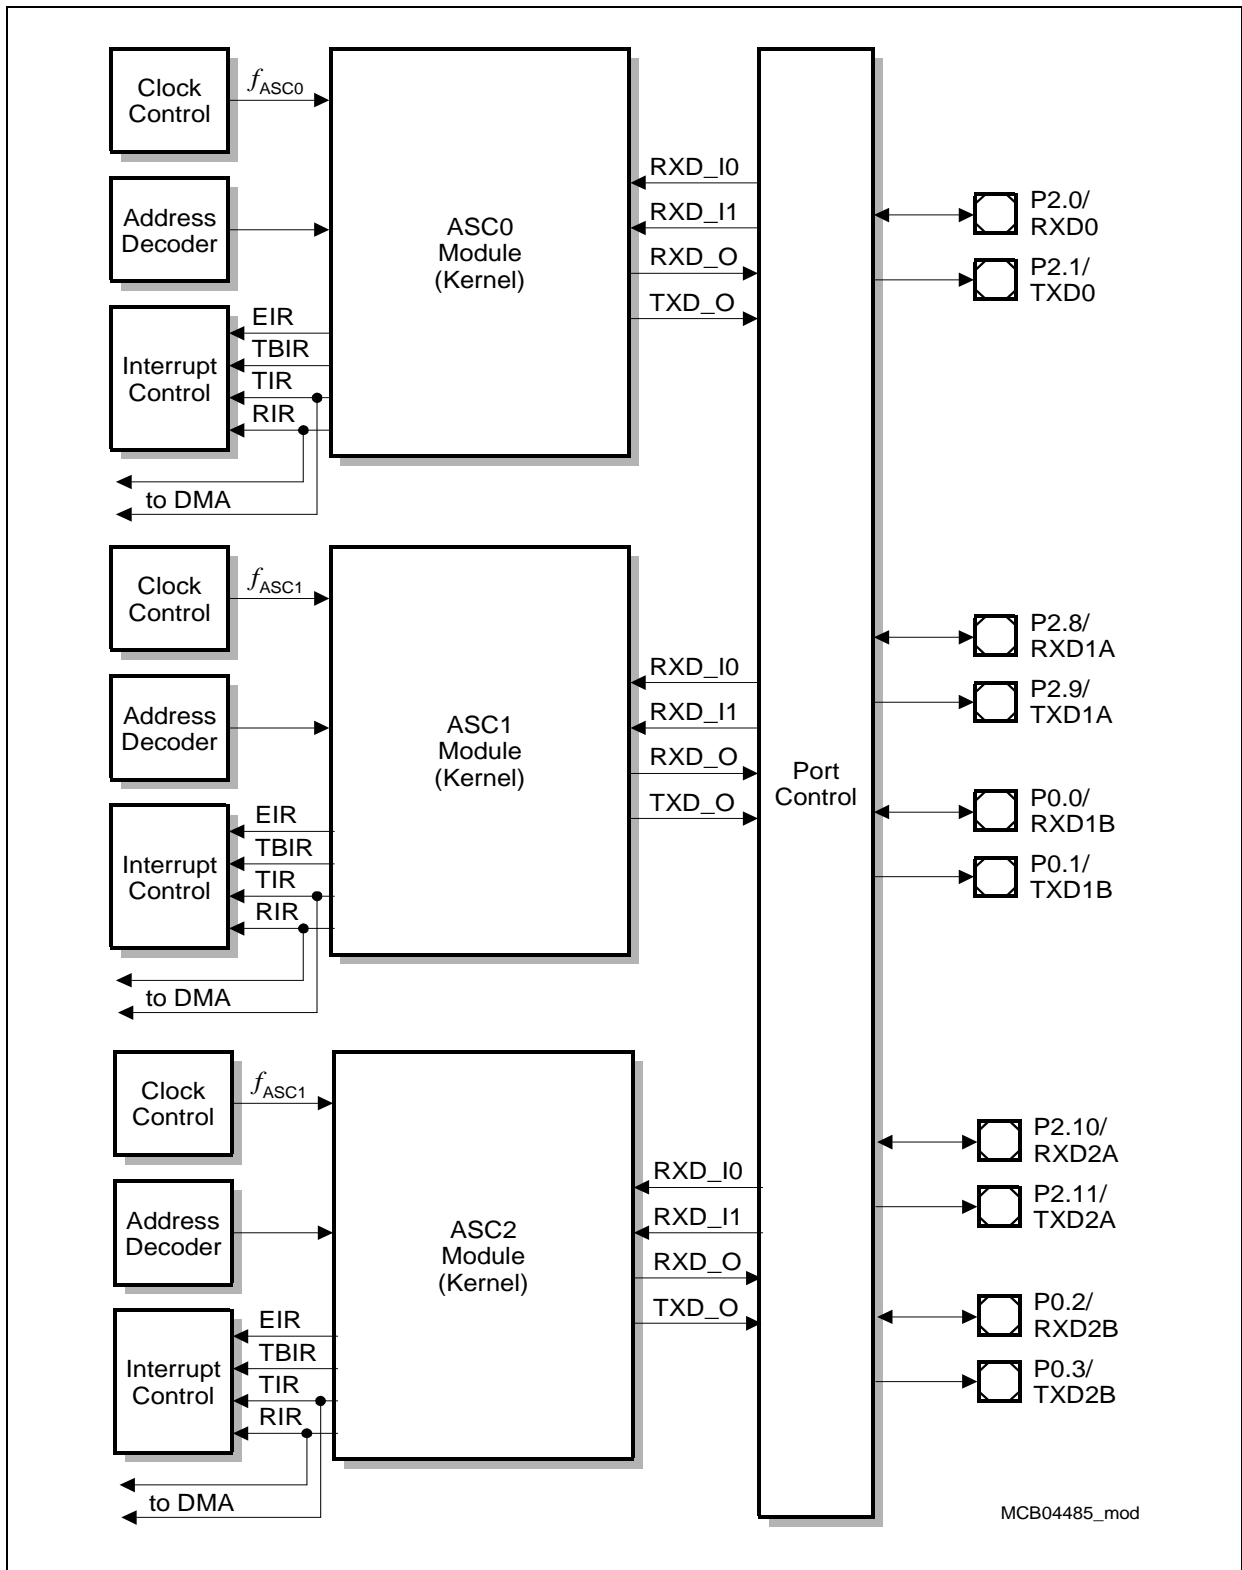 Clock
Control
fASC0
Address
Decoder
Interrupt
Control
EIR
TBIR
TIR
RIR
to DMA
ASC0
Module
(Kernel)
RXD_I0
RXD_I1
RXD_O
TXD_O
P2.0/
RXD0
P2.1/
TXD0
Clock
Control
fASC1
Address
Decoder
Interrupt
Control
EIR
TBIR
TIR
RIR
to DMA
ASC1
Module
(Kernel)
RXD_I0
RXD_I1
RXD_O
TXD_O
Port
Control
P2.8/
RXD1A
P2.9/
TXD1A
P0.0/
RXD1B
P0.1/
TXD1B
Clock
Control
fASC1
Address
Decoder
Interrupt
Control
EIR
TBIR
TIR
RIR
to DMA
ASC2
Module
(Kernel)
RXD_I0
RXD_I1
RXD_O
TXD_O
P2.10/
RXD2A
P2.11/
TXD2A
P0.2/
RXD2B
P0.3/
TXD2B
MCB04485_mod